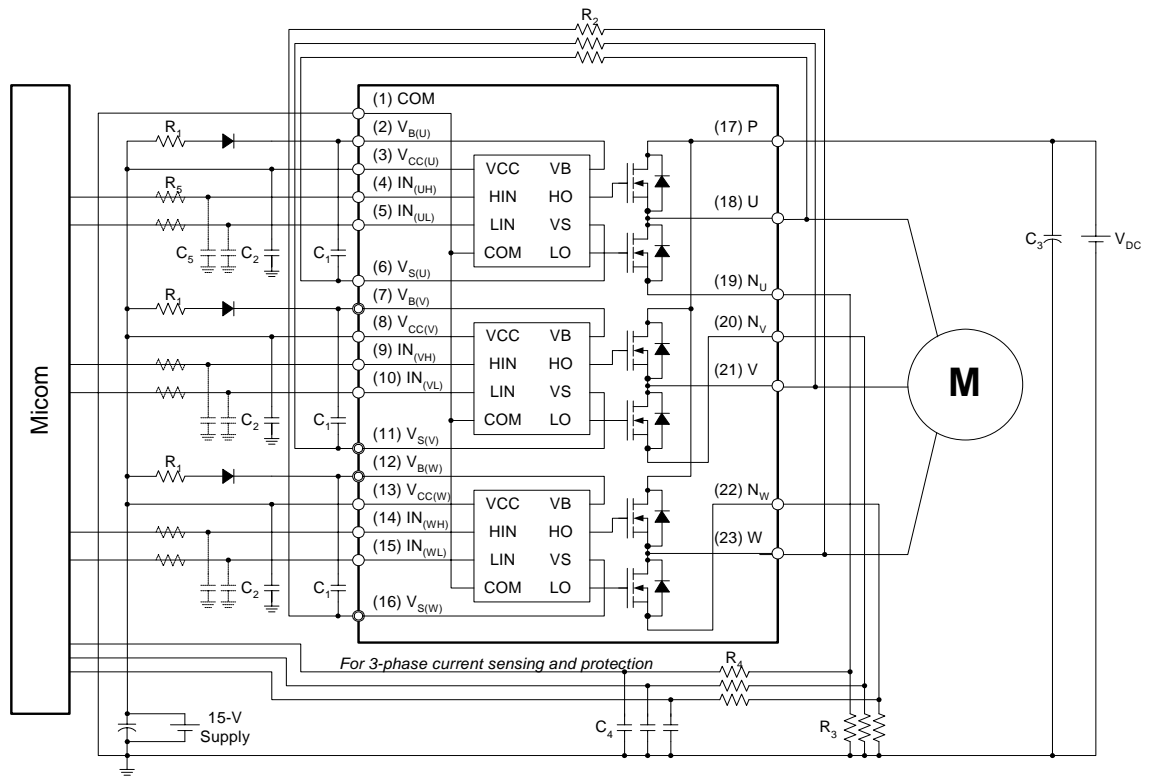 R2
Micom
(1) COM
R1
(2) VB(U)
(3) VCC(U)
R5
(4) IN(UH)
(5) IN(UL)
C5
C2
C1
(6) VS(U)
VCC VB
HIN HO
LIN VS
COM LO
(17) P
(18) U
(19) NU
C3
VDC
R1
(7) VB(V)
(8) VCC(V)
(9) IN(VH)
(10) IN(VL)
C2
C1
(11) VS(V)
VCC VB
HIN HO
LIN VS
COM LO
(20) NV
(21) V
M
R1
(12) VB(W)
(13) VCC(W)
(14) IN(WH)
(15) IN(WL)
C2
C1
(16) VS(W)
VCC VB
HIN HO
LIN VS
COM LO
(22) NW
(23) W
For 3-phase current sensing and protection
R4
15-V
Supply
C4
R3